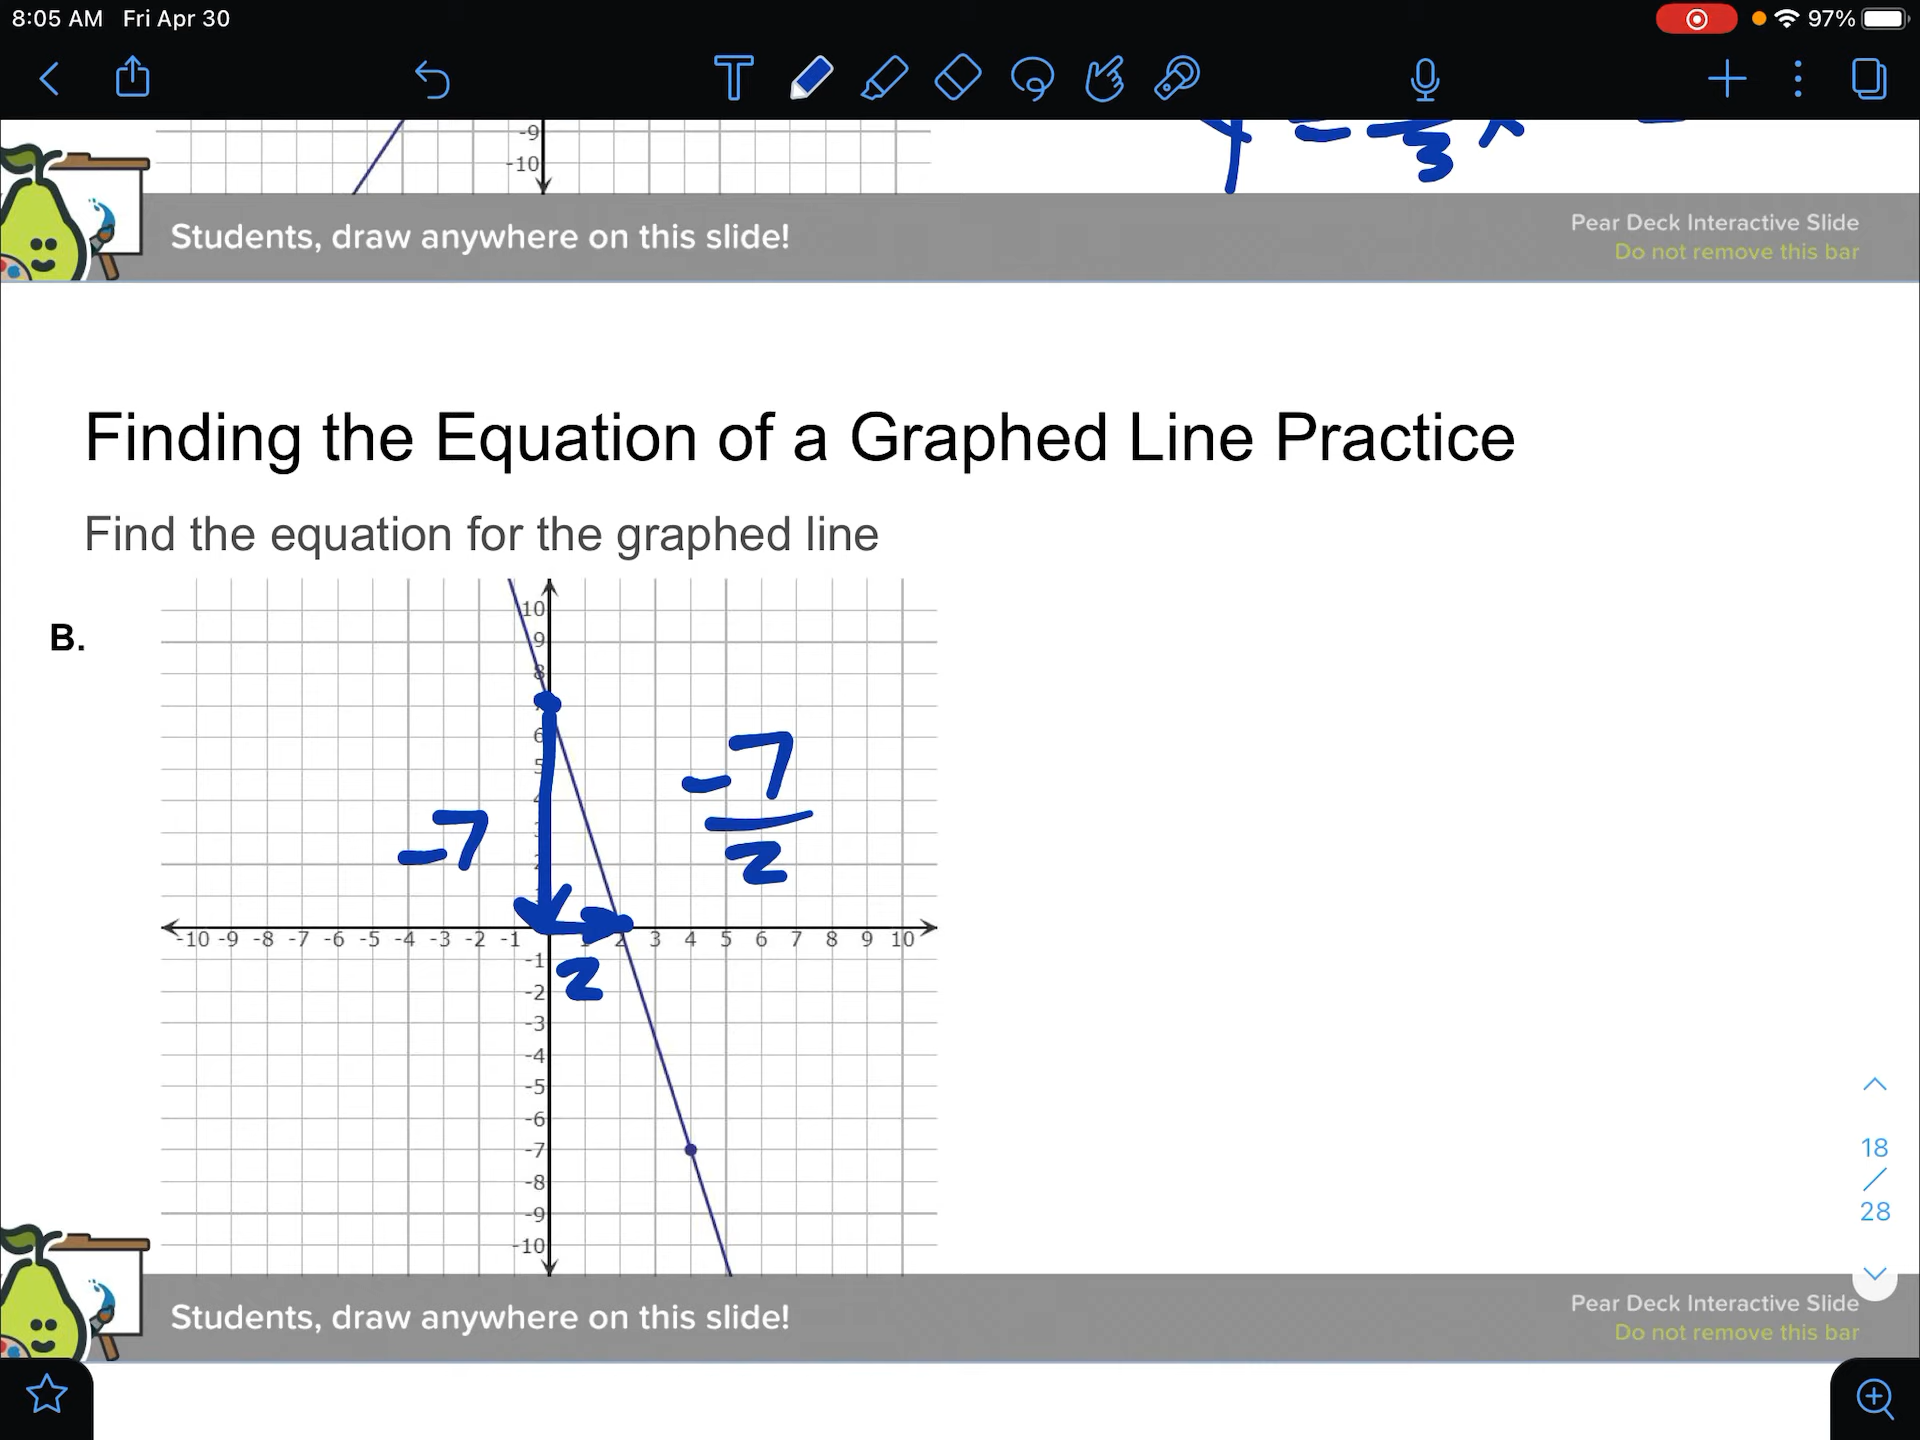 8:05 AM Fri Apr 30
97%
-9
-10
y = 3 x
Students, draw anywhere on this slide!
Pear Deck Interactive Slide
Do not remove this bar
Finding the Equation of a Graphed Line Practice
Find the equation for the graphed line
B.
10
9
8
6
5
-7
-7
2
-10 -9 -8 -7 -6 -5 -4 -3 -2 -1 2 3 4 5 6 7 8 9 10
-1
2
-2
-3
-4
-5
-6
-7
-8
-9
-10
18
/
28
Students, draw anywhere on this slide!
Pear Deck Interactive Slide
Do not remove this bar